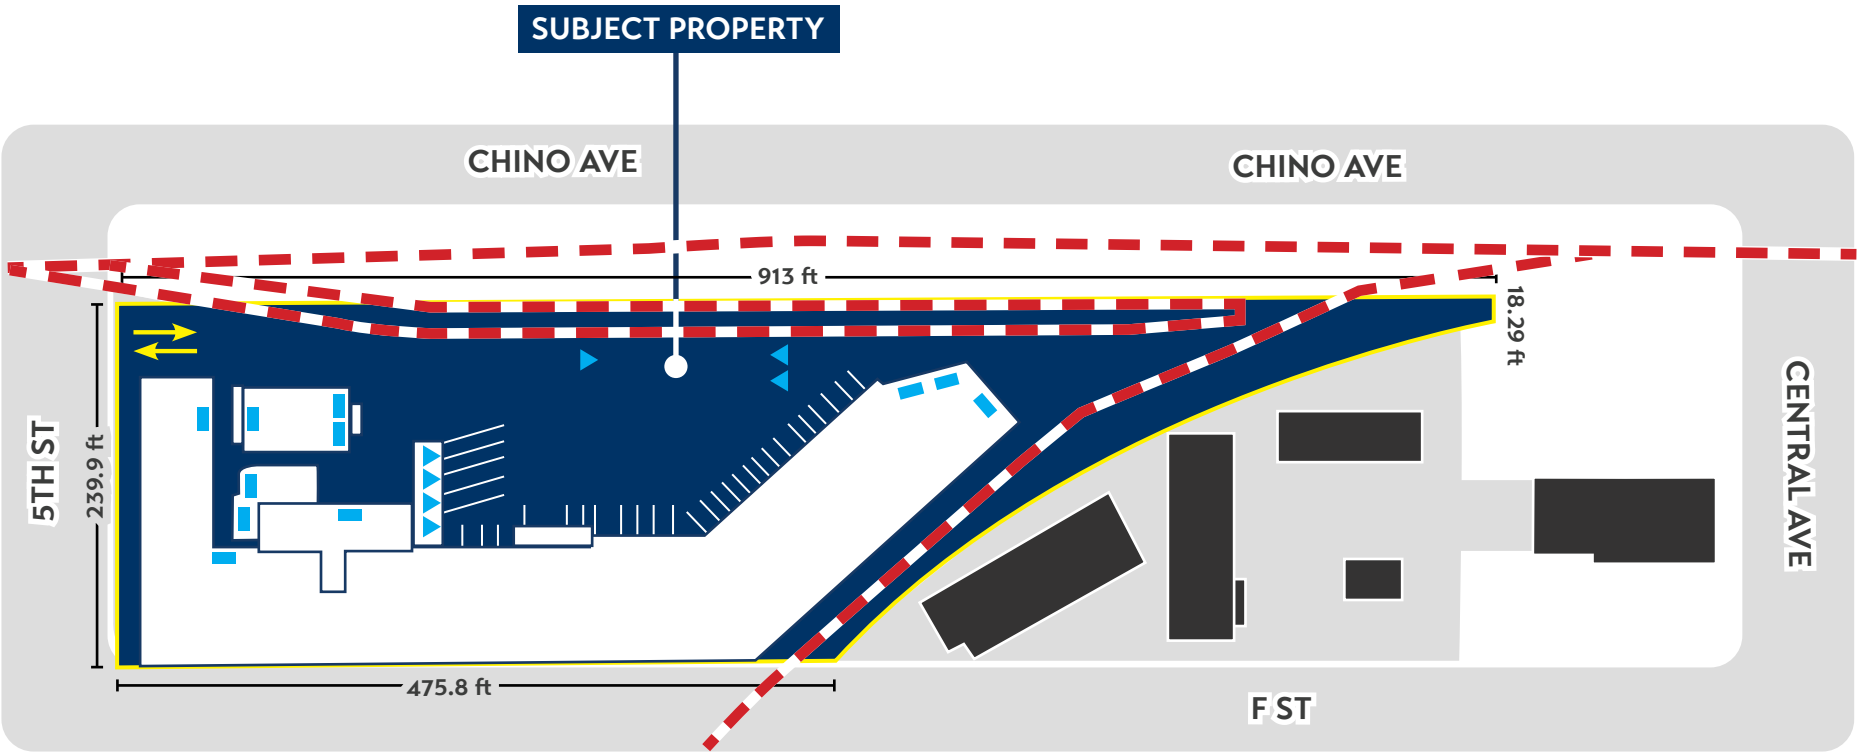 SUBJECT PROPERTY
CHINO AVE
CHINO AVE
913 ft
18.29 ft
5TH ST
239.9 ft
CENTRAL AVE
475.8 ft
F ST